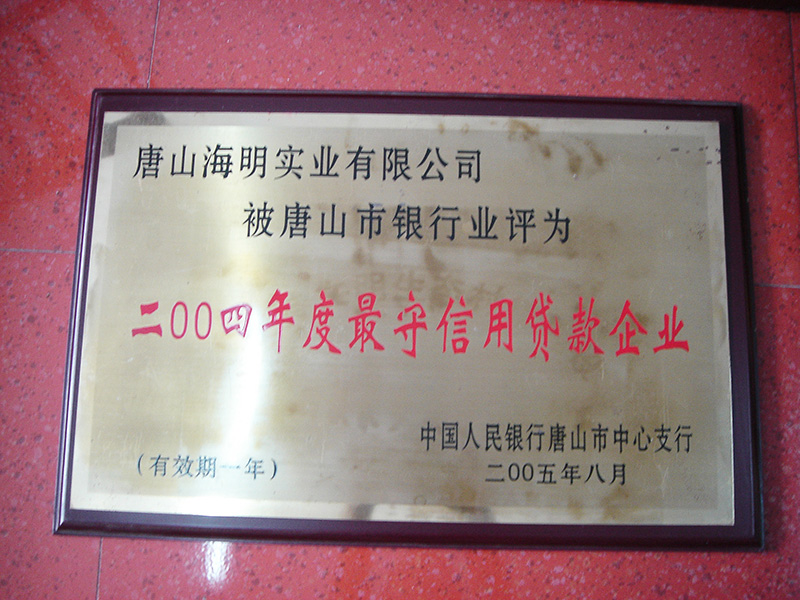 唐山海明实业有限公司
被唐山市银行业评为
二00四年度最守信用贷款企业
中国人民银行唐山市中心支行
(有效期一年)
二00五年八月